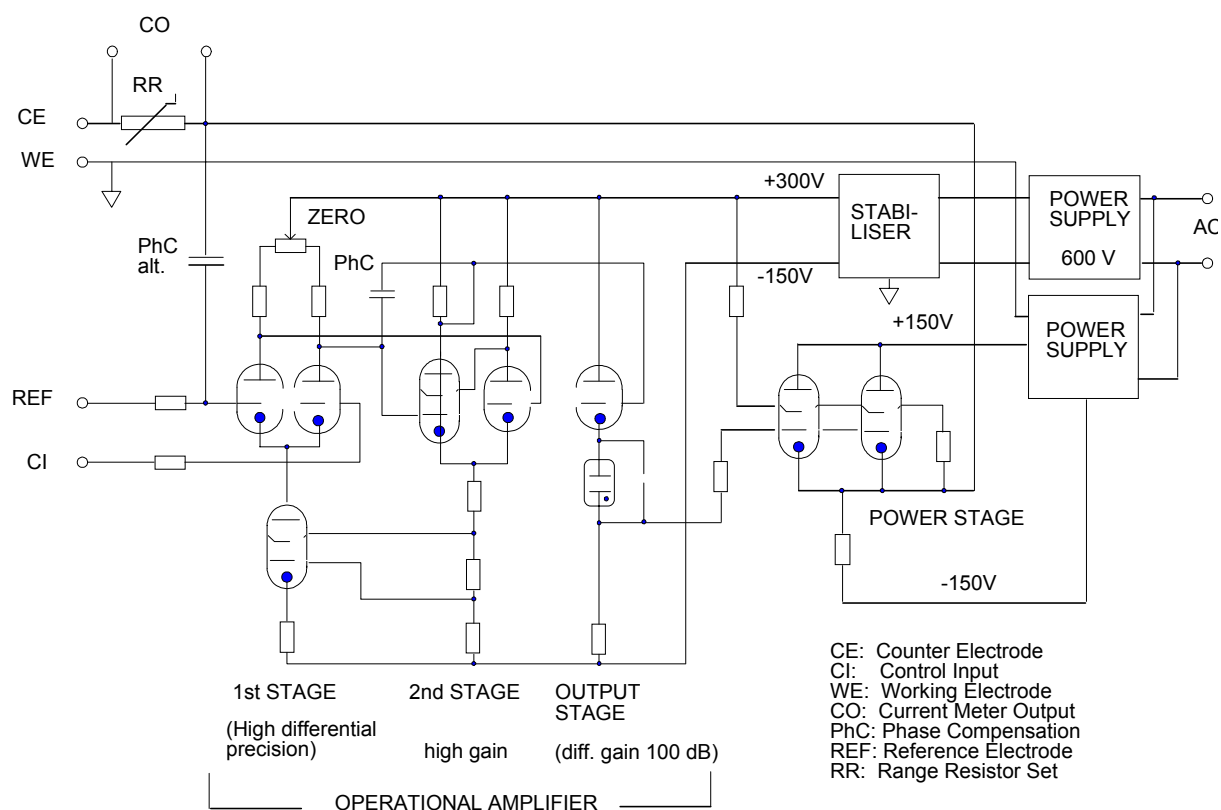 CO
RR
CE
WE
ZERO
PhC
alt.
PhC
+300V
-150V
STABI-
LISER
POWER
SUPPLY
600 V
AC
+150V
POWER
SUPPLY
REF
CI
POWER STAGE
-150V
1st STAGE
(High differential
precision)
2nd STAGE
high gain
OUTPUT
STAGE
(diff. gain 100 dB)
OPERATIONAL AMPLIFIER
CE: Counter Electrode
CI: Control Input
WE: Working Electrode
CO: Current Meter Output
PhC: Phase Compensation
REF: Reference Electrode
RR: Range Resistor Set